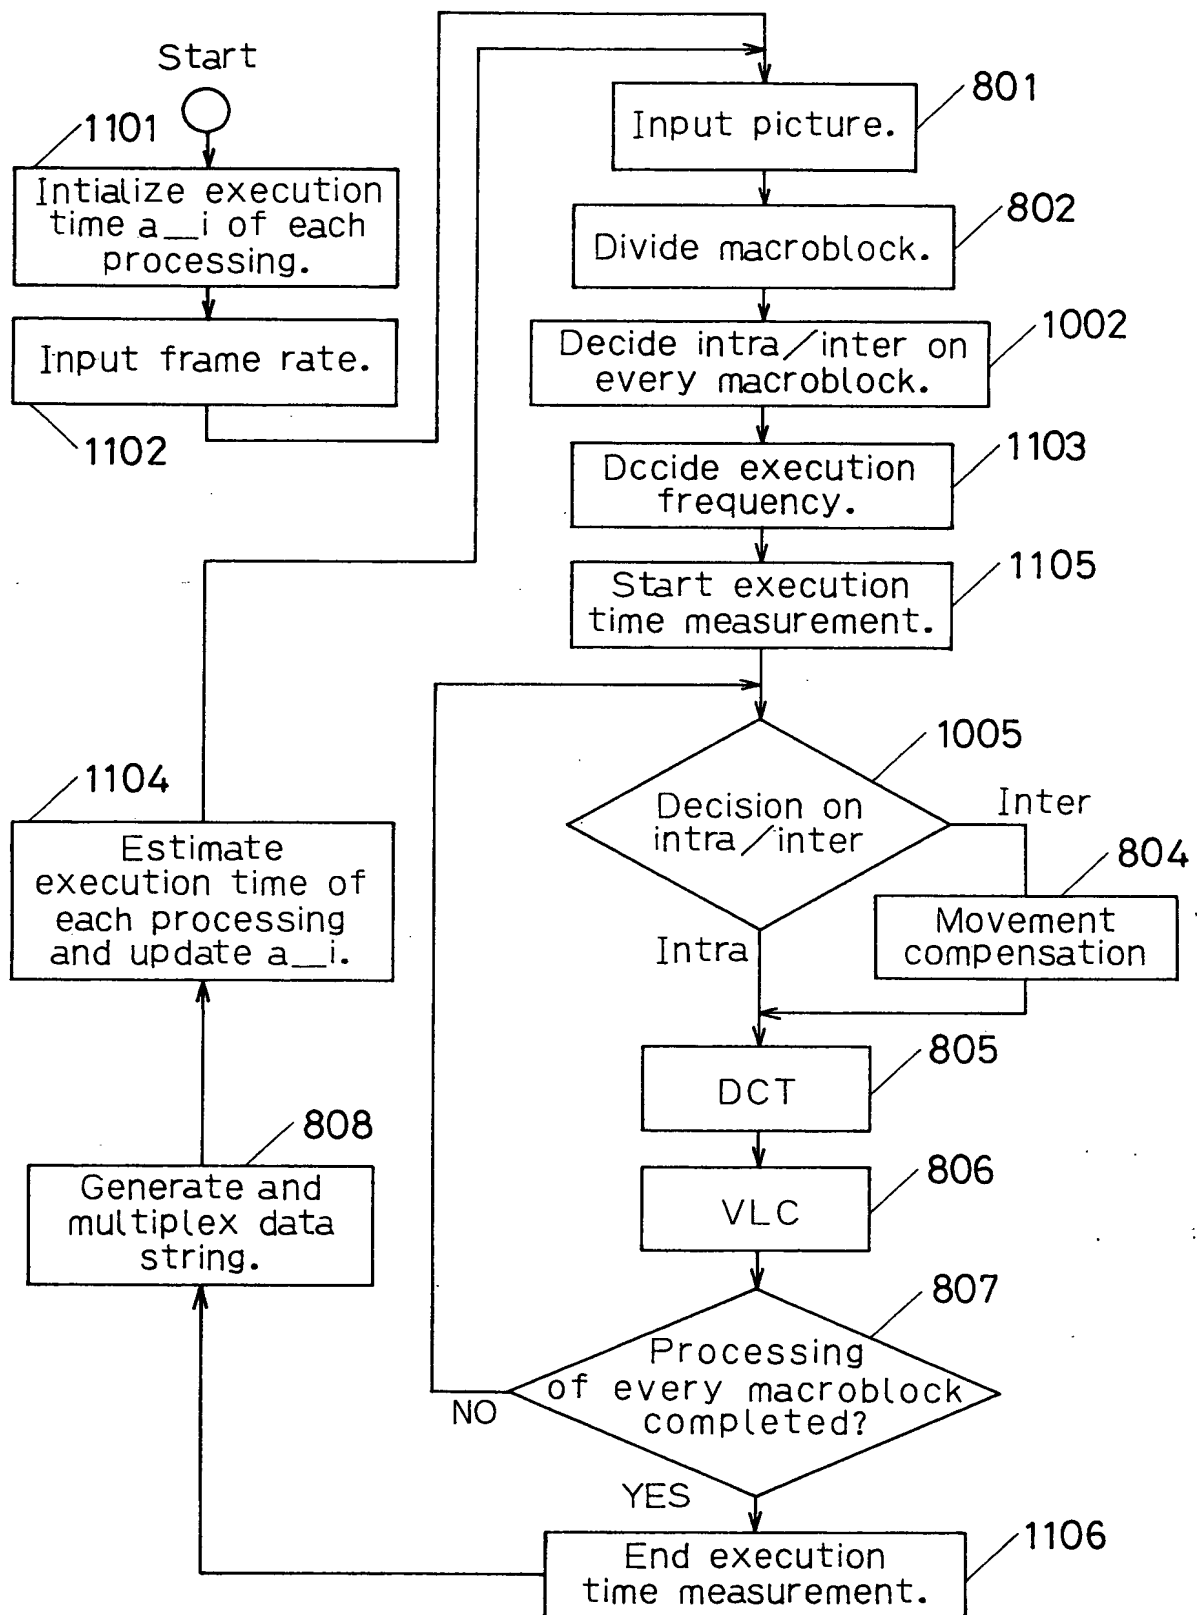 Start
1101
Intialize execution
time a__i of each
processing.
Input frame rate.
1102
801
Input picture.
802
Divide macroblock.
1002
Decide intra/inter on
every macroblock.
1103
Dccide execution
frequency.
1105
Start execution
time measurement.
1005
Decision on
intra/inter
Inter
804
Movement
compensation
Intra
805
DCT
806
VLC
807
Processing
of every macroblock
completed?
NO
YES
1106
End execution
time measurement.
808
Generate and
multiplex data
string.
1104
Estimate
execution time of
each processing
and update a__i.